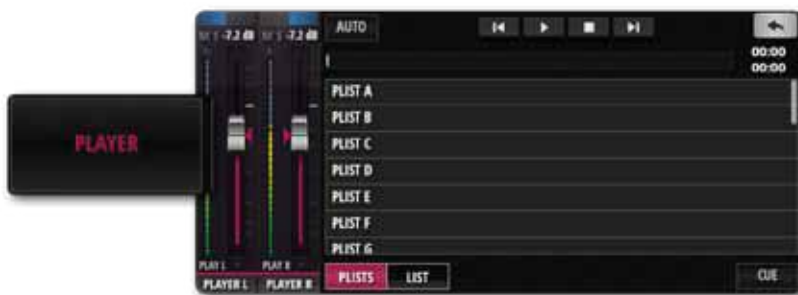 PLAYER
M S -7.2 dB M S -7.2 dB
AUTO
00:00
00:00
PLIST A
PLIST B
PLIST C
PLIST D
PLIST E
PLIST F
PLIST G
PLAY L PLAY R
PLAYER L PLAYER R
PLISTS LIST CUE